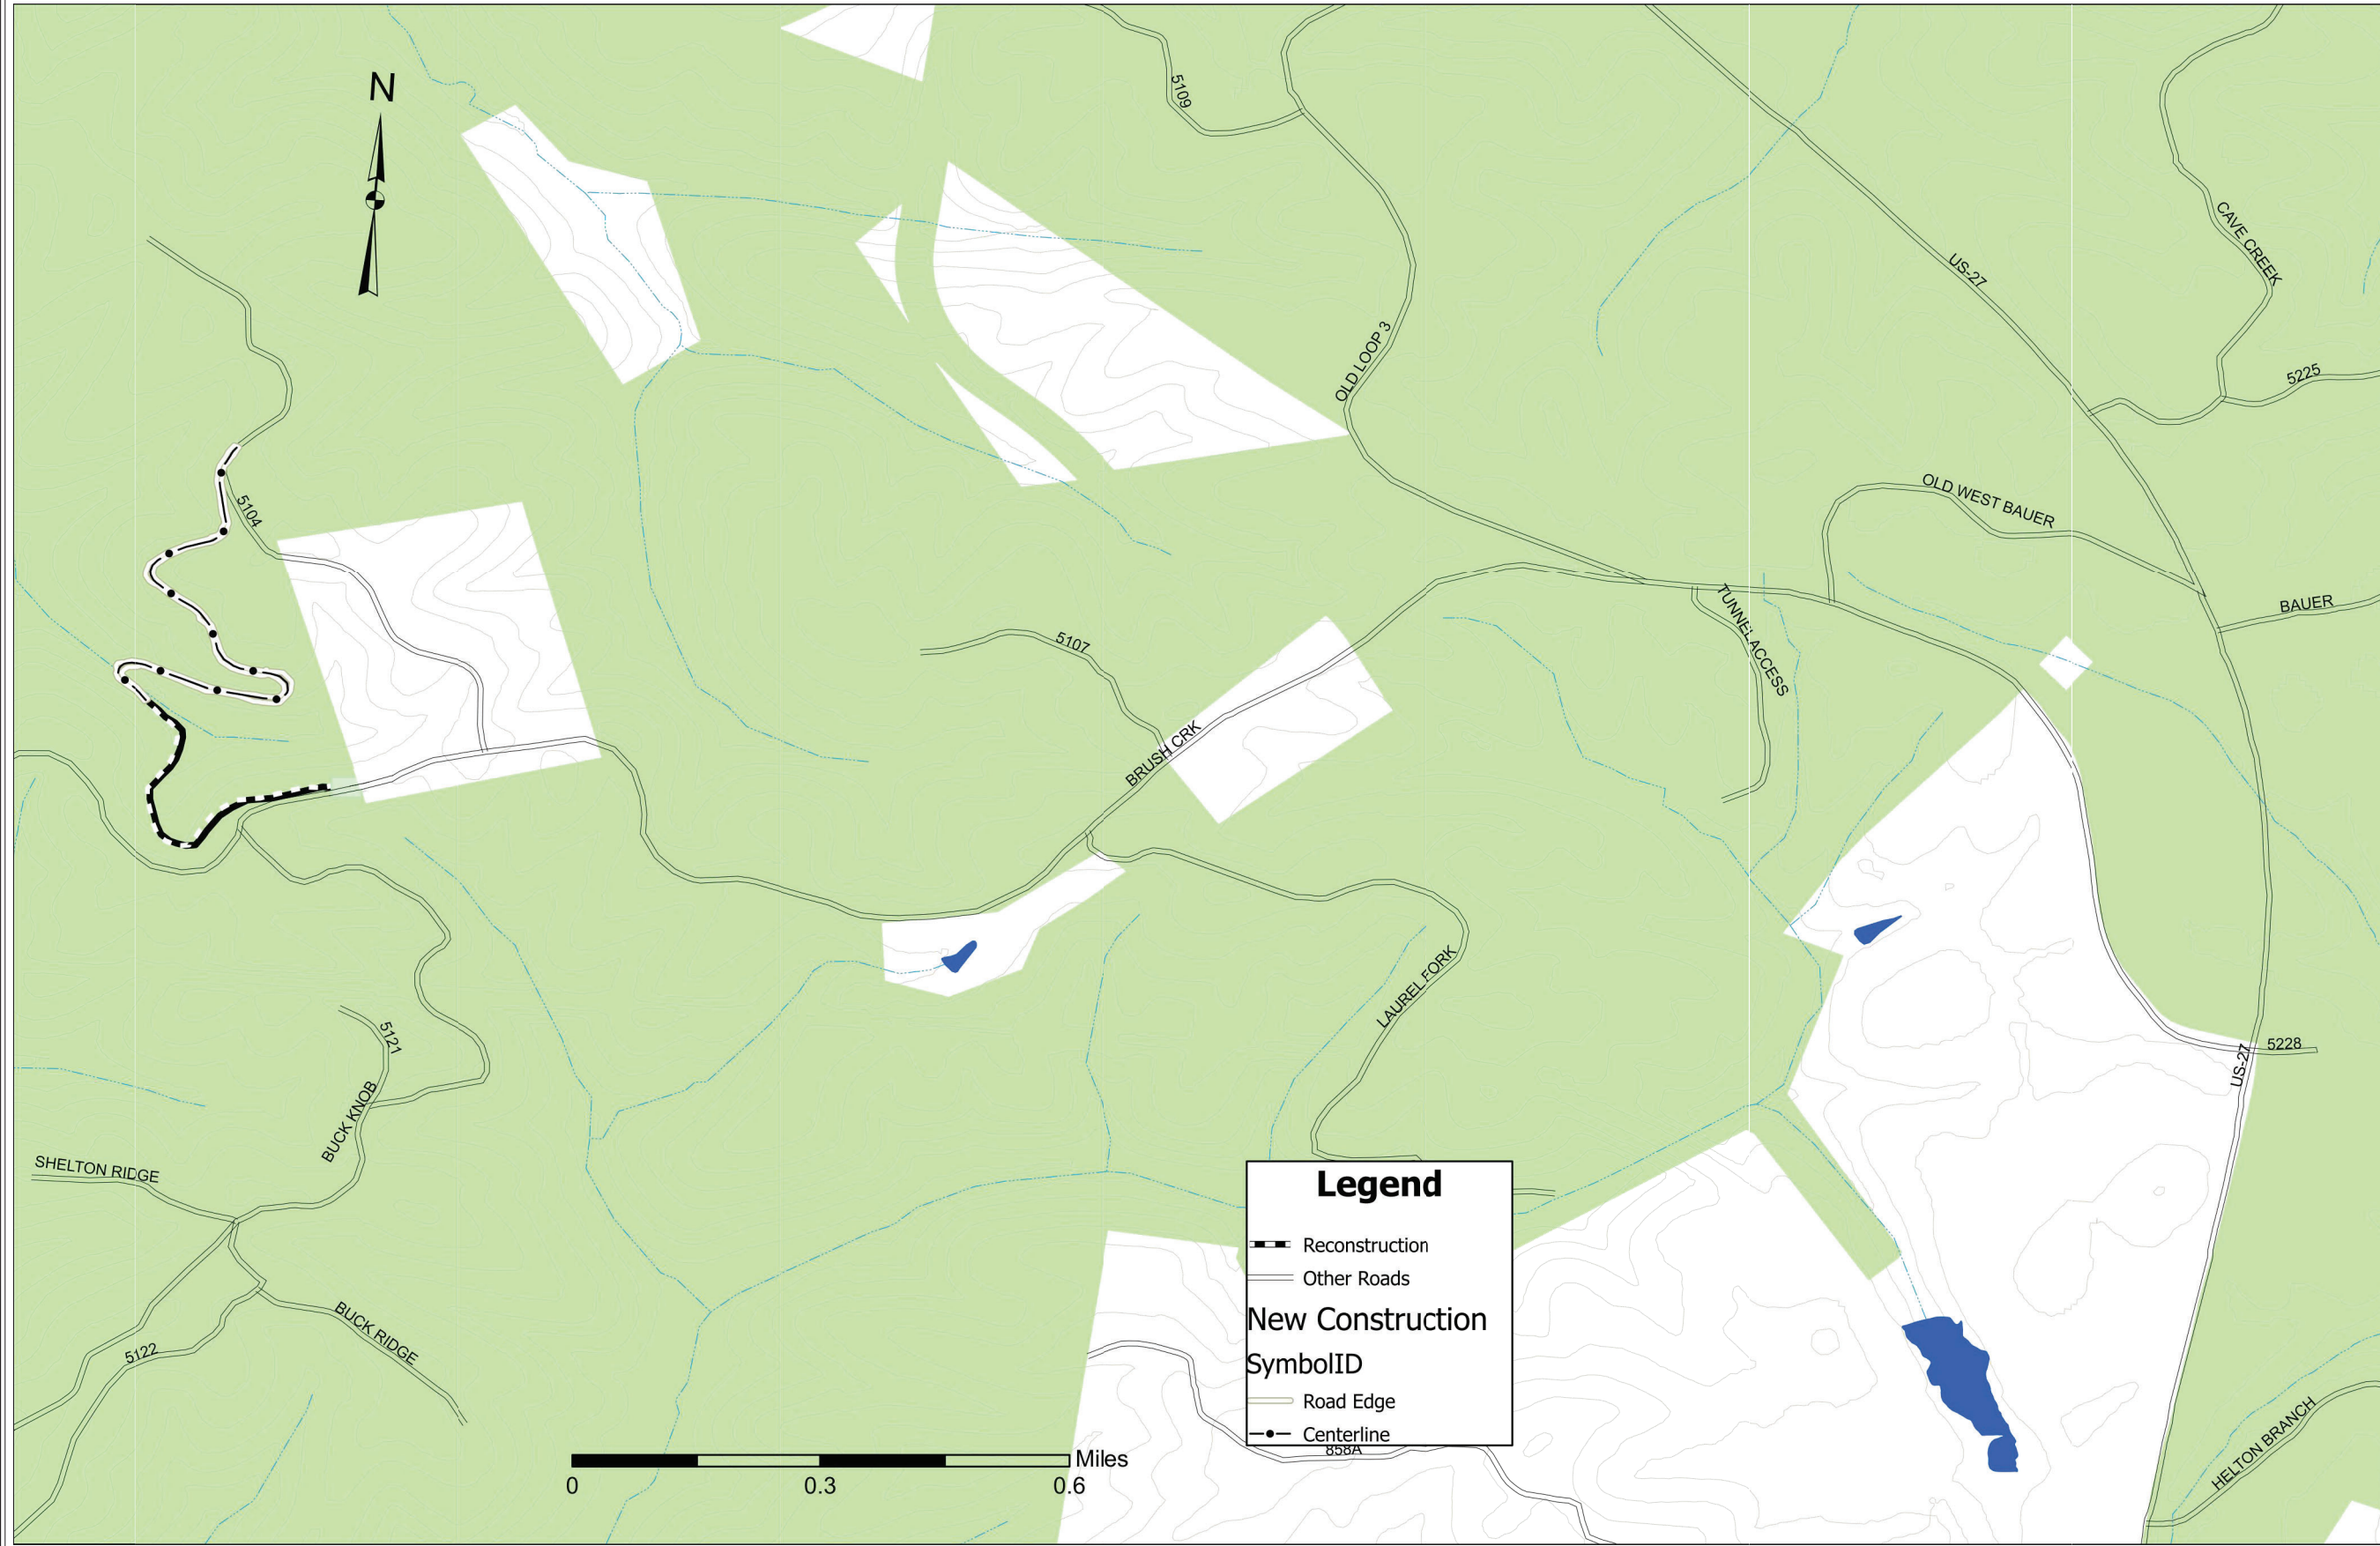 N
5109
CAVE CREEK
US-27
OLD LOOP 3
5225
5104
OLD WEST BAUER
TUNNEL ACCESS
BAUER
5107
BRUSH CRK
LAUREL FORK
5121
5228
US-27
BUCK KNOB
SHELTON RIDGE
Legend
Reconstruction
Other Roads
New Construction
SymbolID
Road Edge
Centerline
BUCK RIDGE
5122
858A
HELTON BRANCH
Miles
0 0.3 0.6